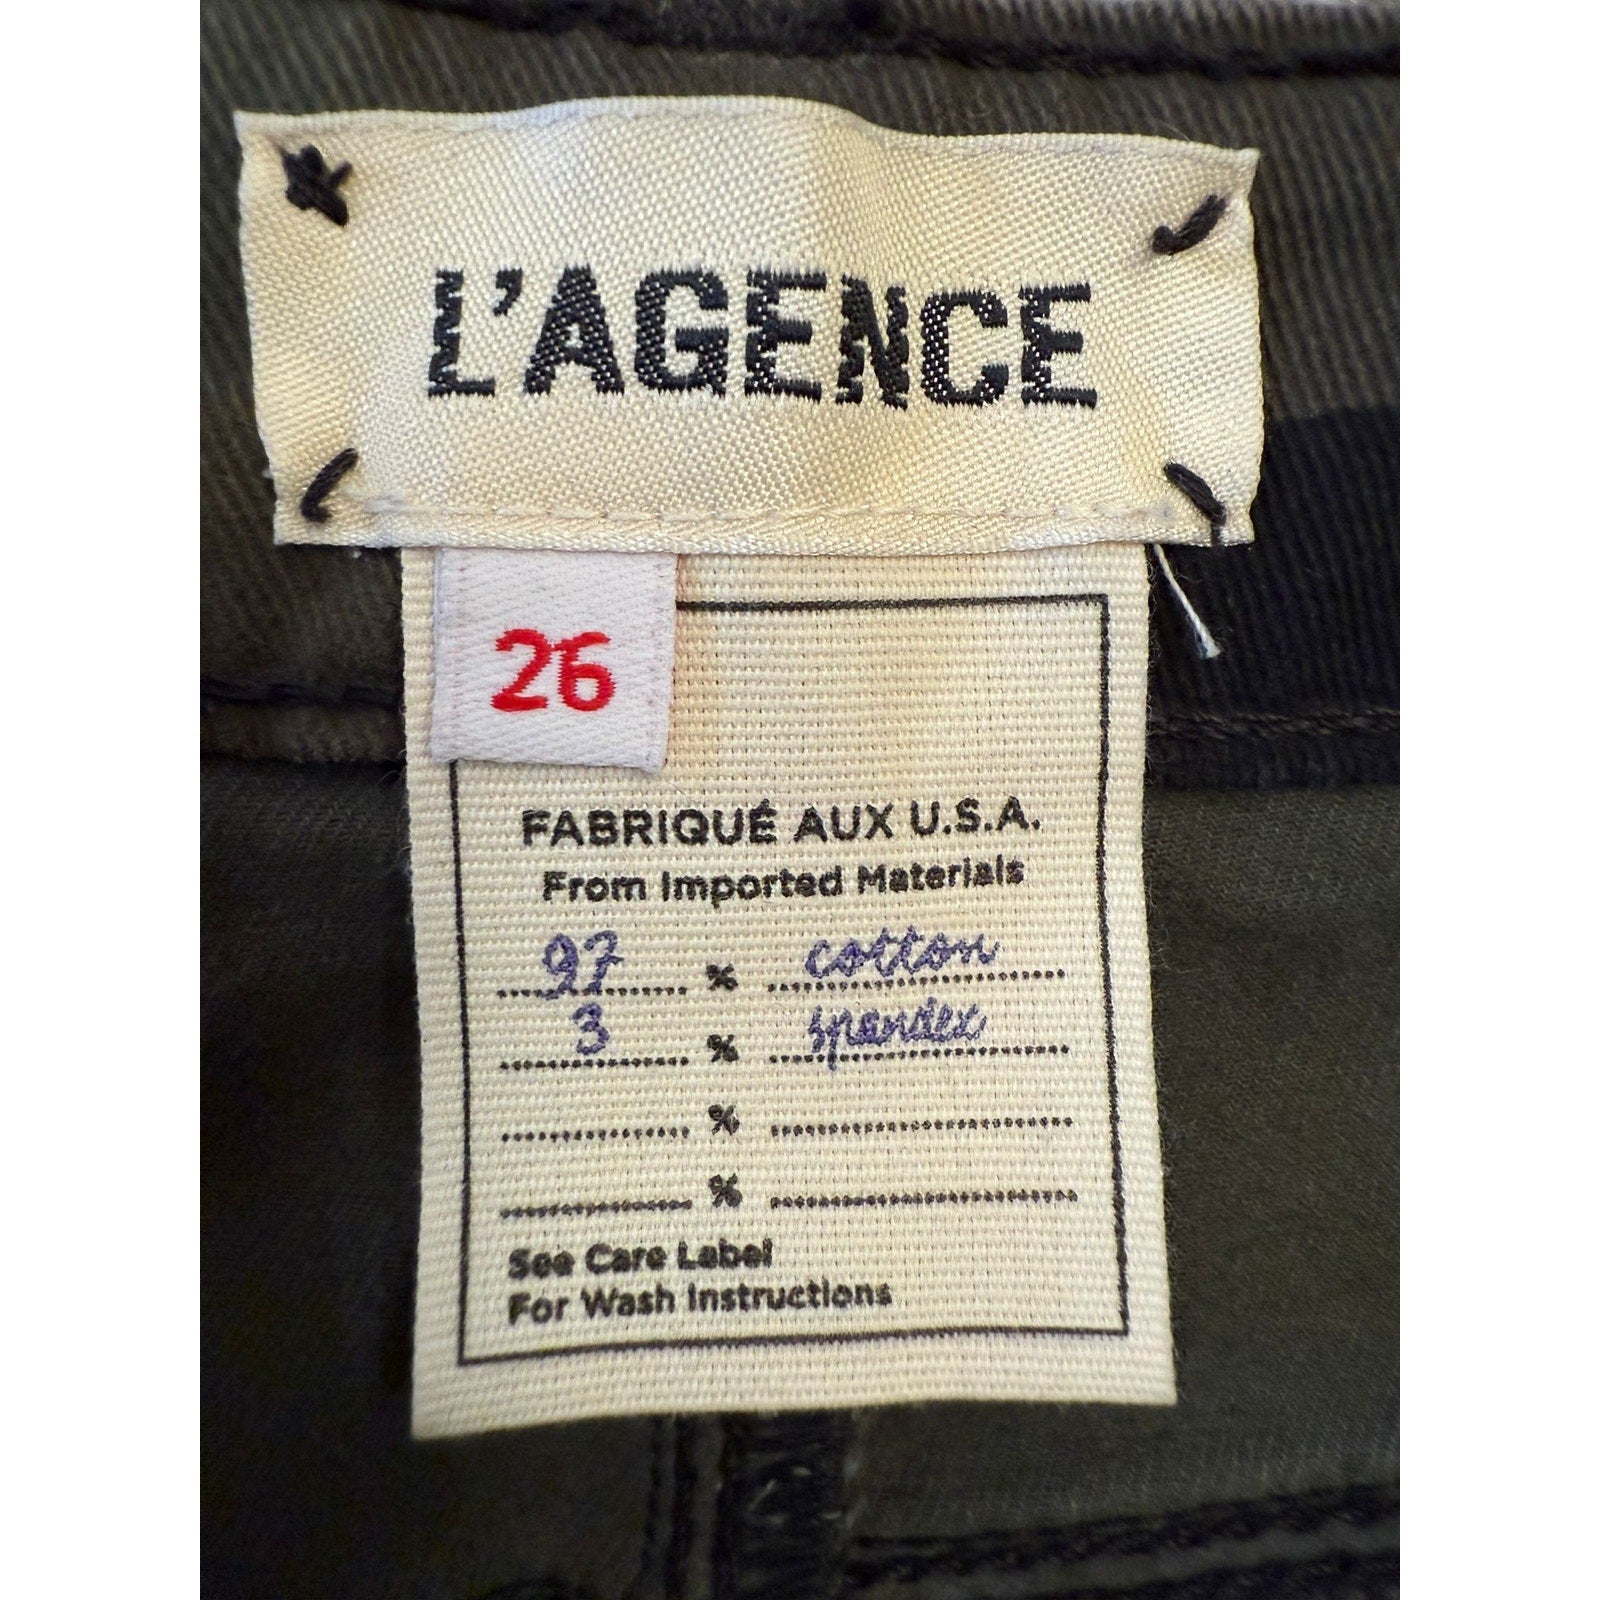 L'AGENCE
26
FABRIQUÉ AUX U.S.A.
From Imported Materials
97 % cotton
3 % spandex
%
%
See Care Label
For Wash Instructions